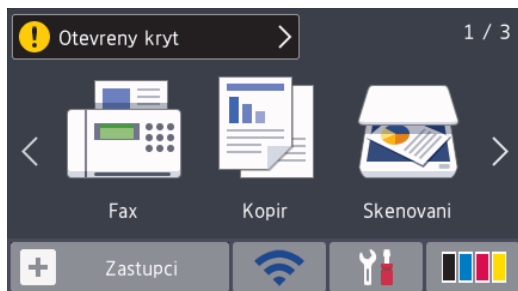 Otevreny kryt
1 / 3
Fax
Kopir
Skenovani
Zastupci